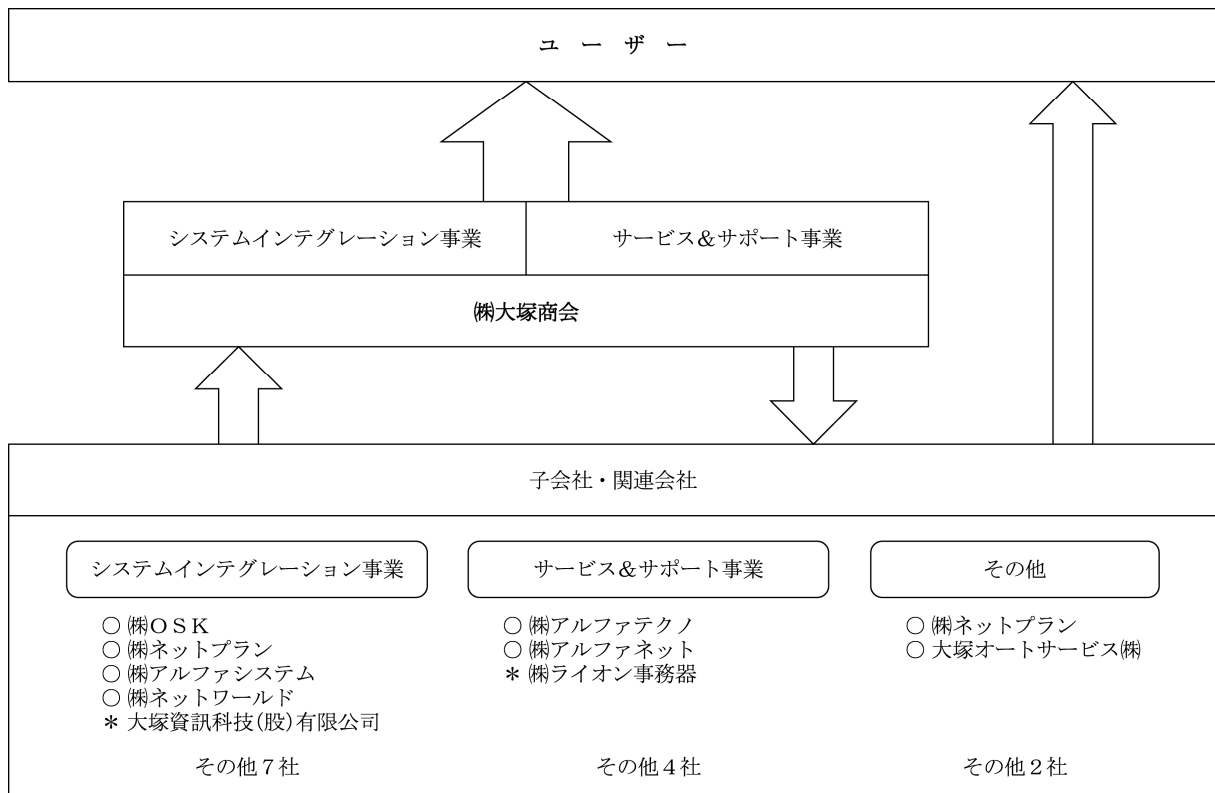 ユ ー ザ ー
システムインテグレーション事業
サービス＆サポート事業
㈱大塚商会
子会社・関連会社
システムインテグレーション事業
○ ㈱ＯＳＫ
○ ㈱ネットプラン
○ ㈱アルファシステム
○ ㈱ネットワールド
＊ 大塚資訊科技(股)有限公司
その他７社
サービス＆サポート事業
○ ㈱アルファテクノ
○ ㈱アルファネット
＊ ㈱ライオン事務器
その他４社
その他
○ ㈱ネットプラン
○ 大塚オートサービス㈱
その他２社